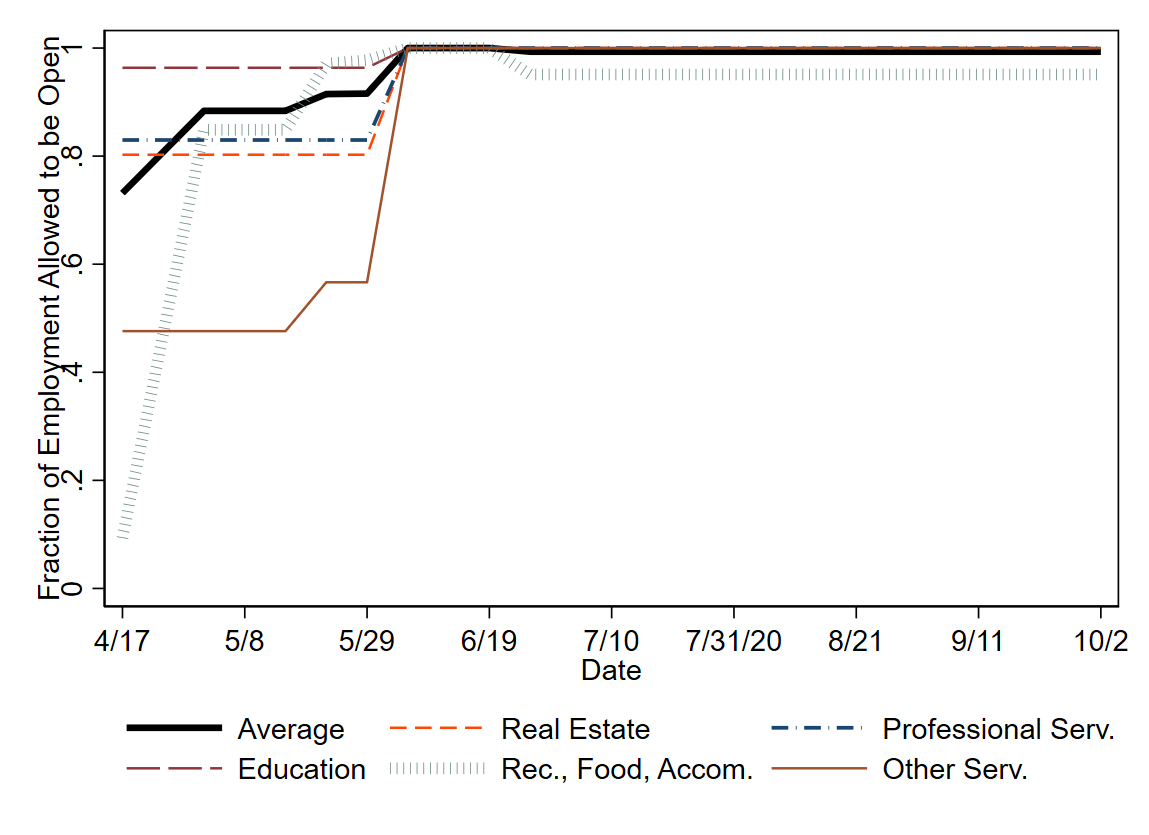 Fraction of Employment Allowed to be Open
1
.8
.6
.4
.2
0
4/17 5/8 5/29 6/19 7/10 7/31/20 8/21 9/11 10/2
Date
Average Real Estate Professional Serv.
Education Rec., Food, Accom. Other Serv.